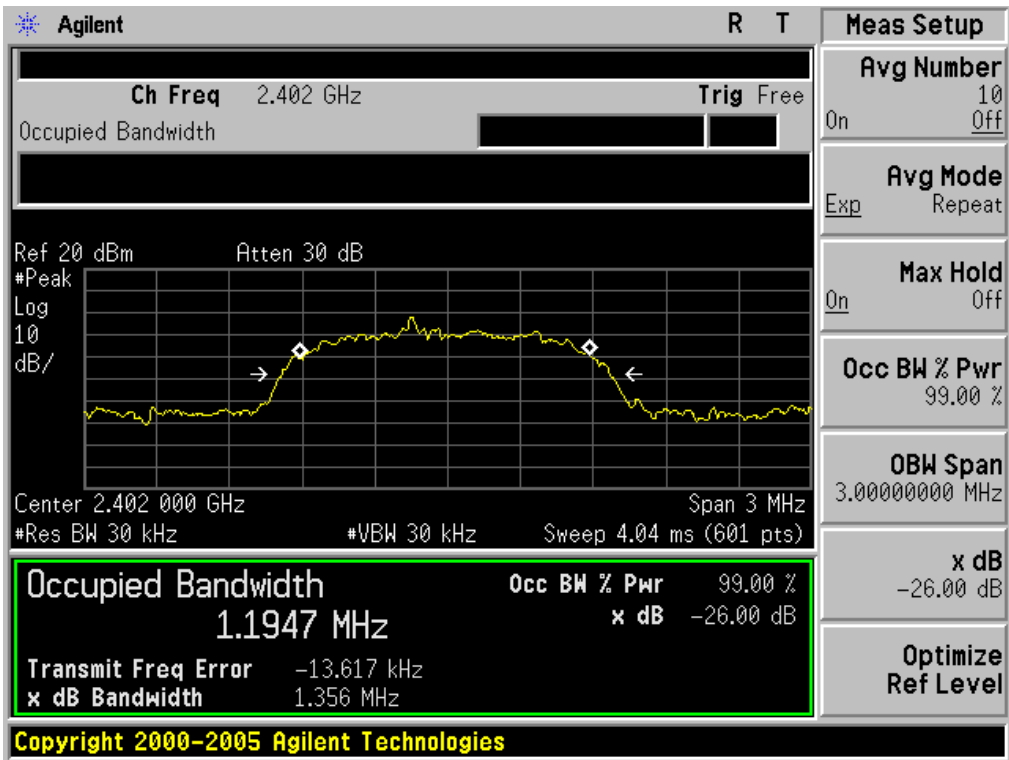 Agilent R T
Ch Freq 2.402 GHz Trig Free
Occupied Bandwidth
Ref 20 dBm Atten 30 dB
#Peak
Log
10
dB/
Center 2.402 000 GHz Span 3 MHz
#Res BW 30 kHz #VBW 30 kHz Sweep 4.04 ms (601 pts)
Occupied Bandwidth Occ BW % Pwr 99.00 %
1.1947 MHz x dB -26.00 dB
Transmit Freq Error -13.617 kHz
x dB Bandwidth 1.356 MHz
Copyright 2000-2005 Agilent Technologies
Meas Setup
Avg Number
10
On Off
Avg Mode
Exp Repeat
Max Hold
On Off
Occ BW % Pwr
99.00 %
OBW Span
3.00000000 MHz
x dB
-26.00 dB
Optimize
Ref Level